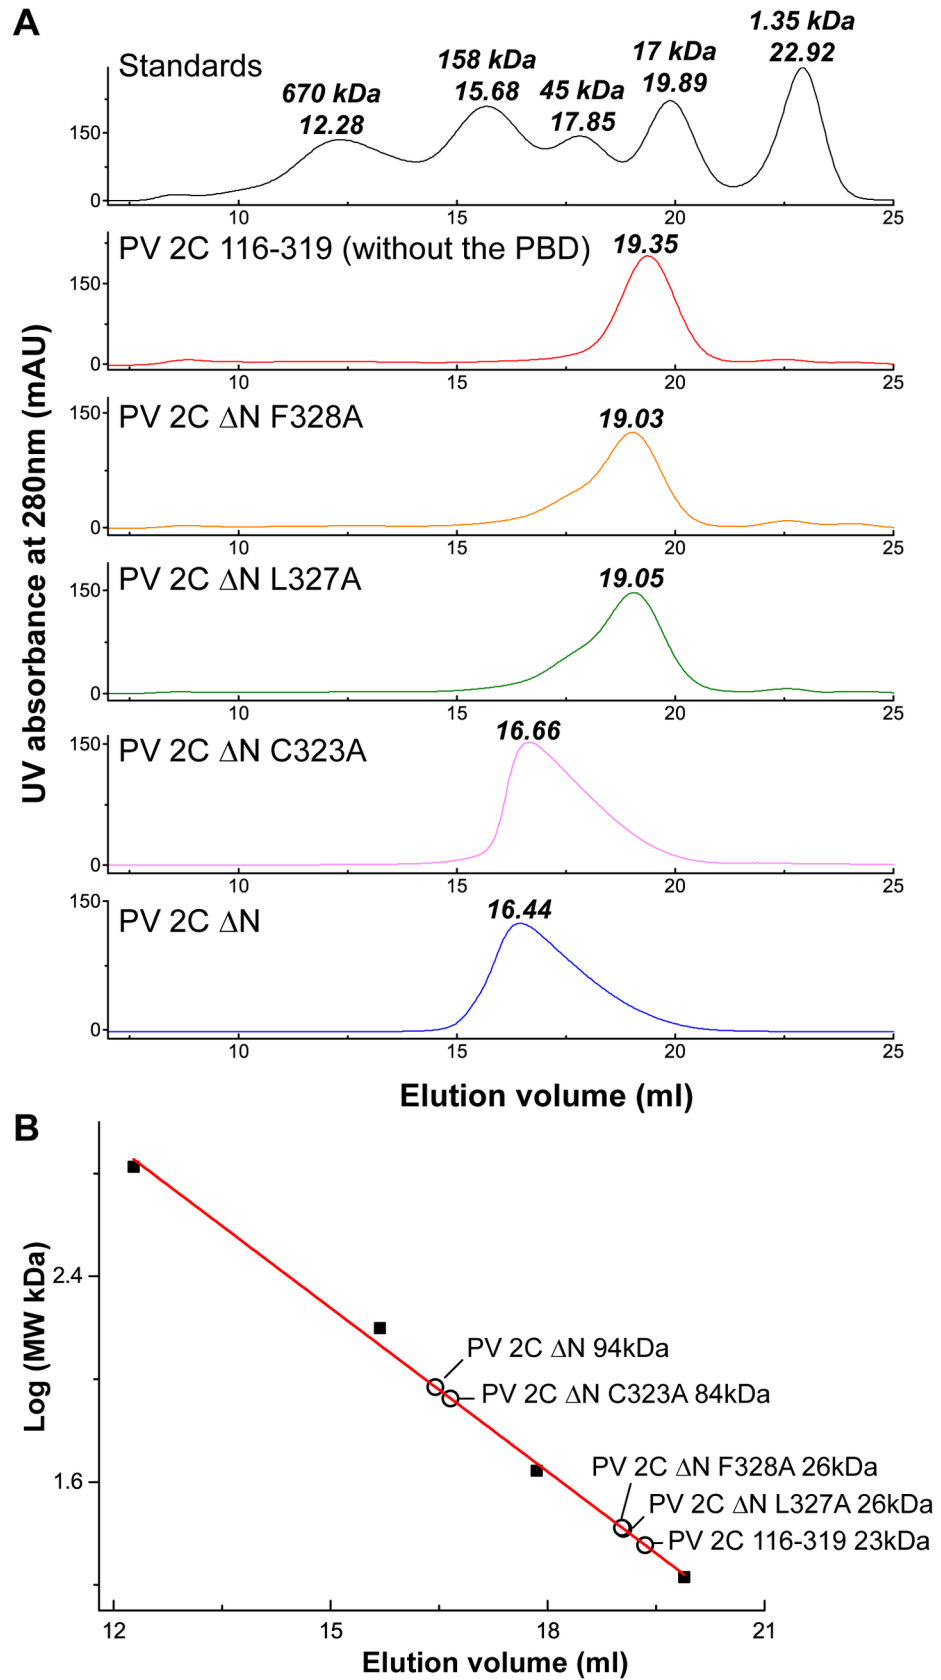 A
Standards
670 kDa
12.28
158 kDa
15.68
45 kDa
17.85
17 kDa
19.89
1.35 kDa
22.92
150
0
10
15
20
25
PV 2C 116-319 (without the PBD)
19.35
150
0
10
15
20
25
PV 2C ΔN F328A
19.03
150
0
10
15
20
25
PV 2C ΔN L327A
19.05
150
0
10
15
20
25
PV 2C ΔN C323A
16.66
150
0
10
15
20
25
PV 2C ΔN
16.44
150
0
10
15
20
25
UV absorbance at 280nm (mAU)
Elution volume (ml)
B
Log (MW kDa)
2.4
1.6
PV 2C ΔN 94kDa
PV 2C ΔN C323A 84kDa
PV 2C ΔN F328A 26kDa
PV 2C ΔN L327A 26kDa
PV 2C 116-319 23kDa
12
15
18
21
Elution volume (ml)